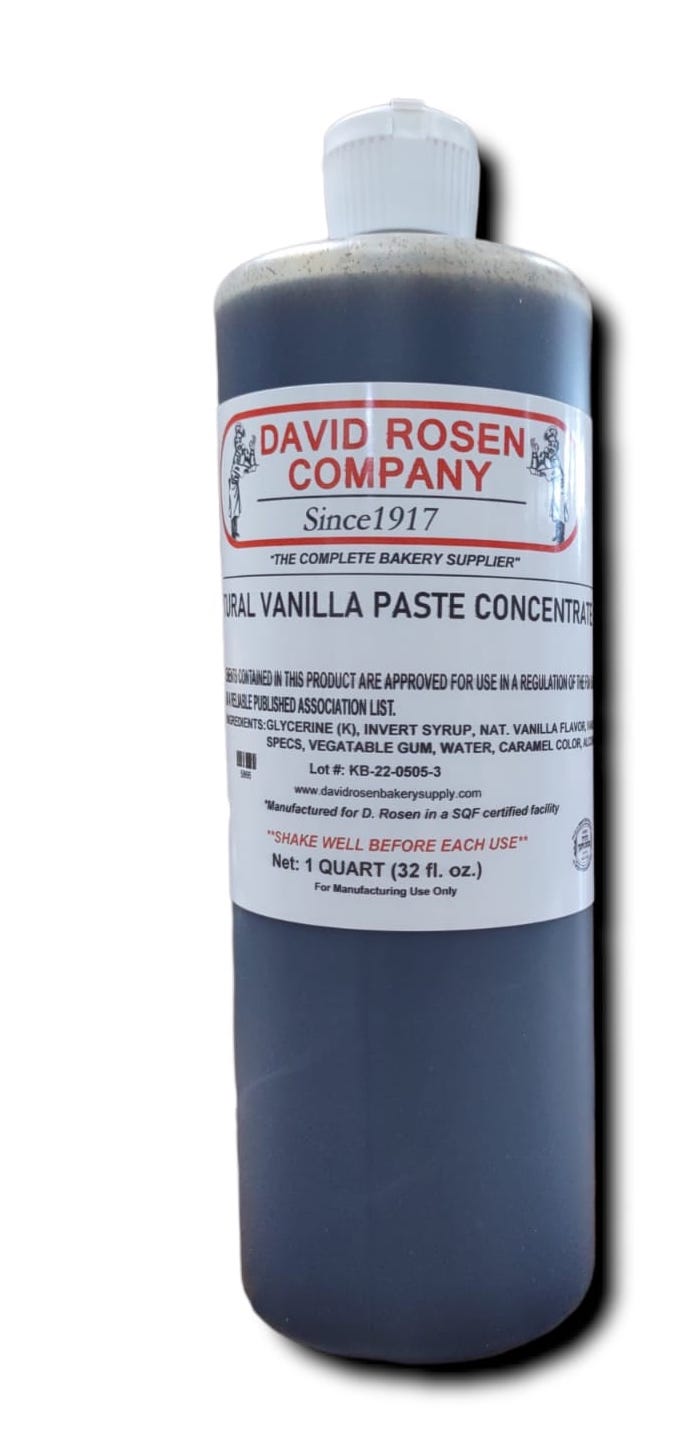 DAVID ROSEN
COMPANY
Since1917
"THE COMPLETE BAKERY SUPPLIER"
VANILLA PASTE CONCENTRATE
CONTAINED IN THIS PRODUCT ARE APPROVED FOR USE IN A REGULATION OF THE
RELIABLE PUBLISHED ASSOCIATION LIST.
INGREDIENTS: GLYCERINE (K), INVERT SYRUP, NAT. VANILLA FLAVOR,
SPECS, VEGATABLE GUM, WATER, CARAMEL COLOR,
Lot #: KB-22-0505-3
www.davidrosenbakerysupply.com
*Manufactured for D. Rosen in a SQF certified facility
**SHAKE WELL BEFORE EACH USE**
Net: 1 QUART (32 fl. oz.)
For Manufacturing Use Only